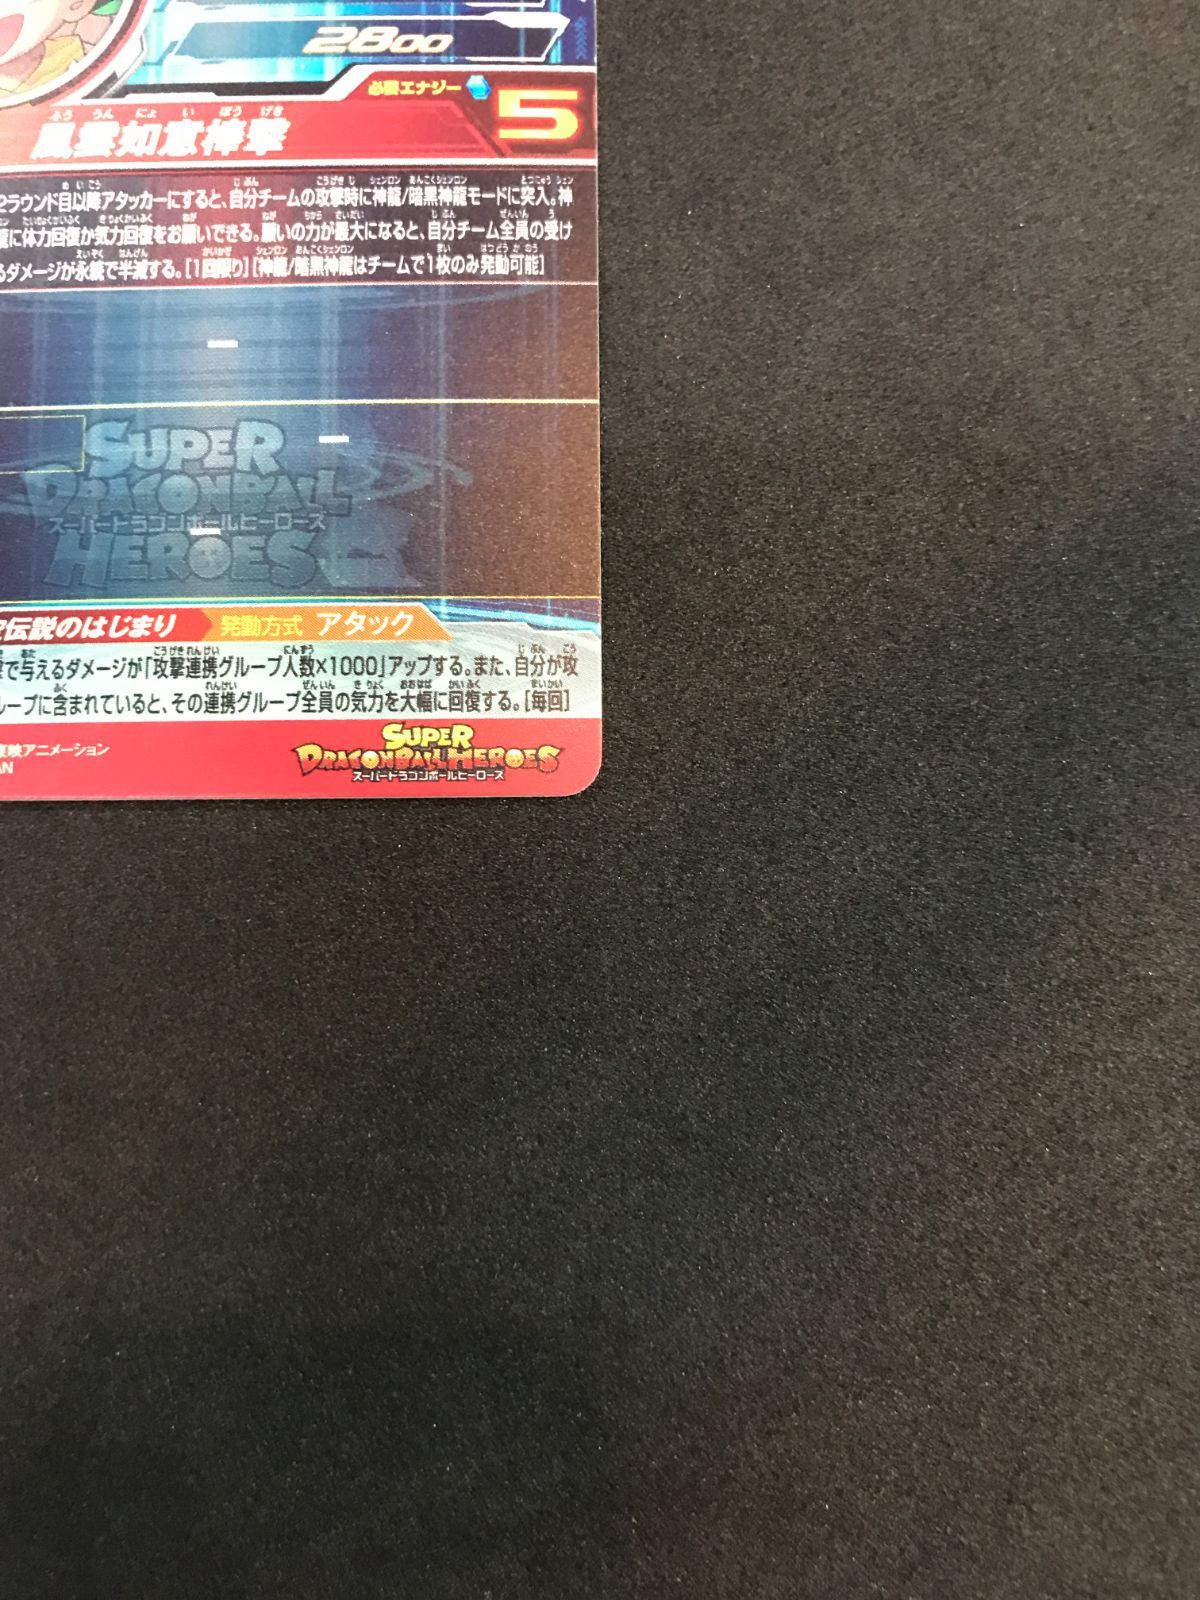 2800
必要エナジー 5
ふううんにょいぼうげき
風雲如意棒撃
2ラウンド目以降アタッカーにすると、自分チームの攻撃時に神龍/暗黒神龍モードに突入。神
龍に体力回復か気力回復をお願いできる。願いの力が最大になると、自分チーム全員の受け
るダメージが永続で半減する。[1回限り][神龍/暗黒神龍はチームで1枚のみ発動可能]
SUPER
DRAGONBALL
スーパードラゴンボールヒーローズ
HEROES
伝説のはじまり 発動方式 アタック
撃で与えるダメージが「攻撃連携グループ人数×1000」アップする。また、自分が攻
ループに含まれていると、その連携グループ全員の気力を大幅に回復する。[毎回]
東映アニメーション
AN
SUPER
DRAGONBALL HEROES
スーパードラゴンボールヒーローズ